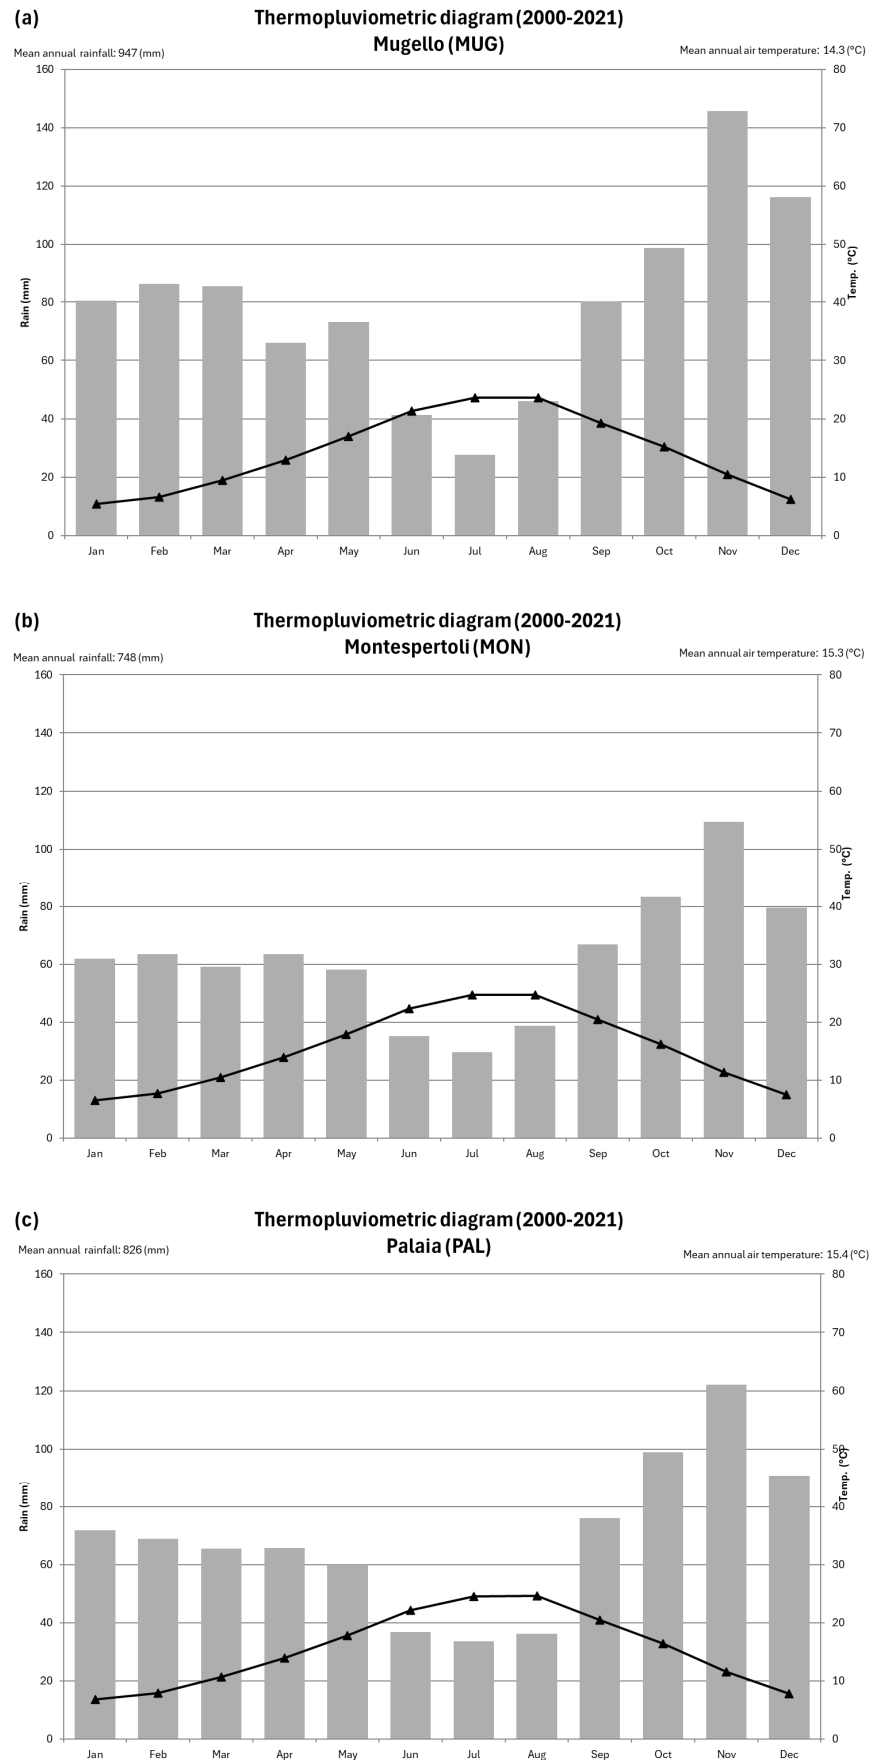 (a)
Thermopluviometric diagram (2000-2021)
Mugello (MUG)
Mean annual rainfall: 947 (mm)
Mean annual air temperature: 14.3 (°C)
160 80
140 70
120 60
100 50
80 40
60 30
40 20
20 10
0 0
Rain (mm)
Temp. (°C)
Jan Feb Mar Apr May Jun Jul Aug Sep Oct Nov Dec
(b)
Thermopluviometric diagram (2000-2021)
Montespertoli (MON)
Mean annual rainfall: 748 (mm)
Mean annual air temperature: 15.3 (°C)
160 80
140 70
120 60
100 50
80 40
60 30
40 20
20 10
0 0
Rain (mm)
Temp. (°C)
Jan Feb Mar Apr May Jun Jul Aug Sep Oct Nov Dec
(c)
Thermopluviometric diagram (2000-2021)
Palaia (PAL)
Mean annual rainfall: 826 (mm)
Mean annual air temperature: 15.4 (°C)
160 80
140 70
120 60
100 50
80 40
60 30
40 20
20 10
0 0
Rain (mm)
Temp. (°C)
Jan Feb Mar Apr May Jun Jul Aug Sep Oct Nov Dec